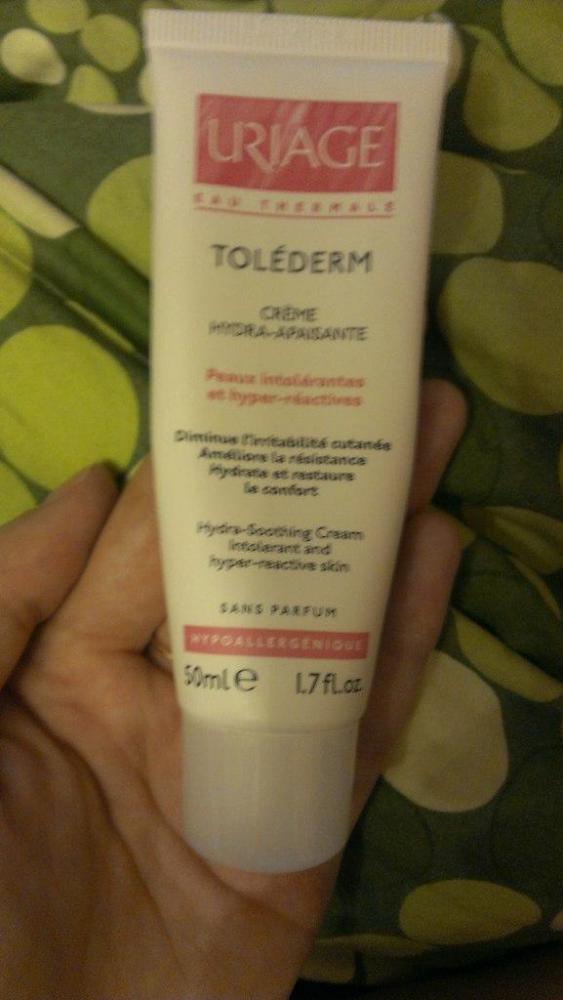 URIAGE
EAU THERMALE
TOLÉDERM
CRÈME
HYDRA-APAISANTE
Peaux intolérantes
et hyper-réactives
Diminue l'irritabilité cutanée
Améliore la résistance
Hydrate et restaure
le confort
Hydra-Soothing Cream
Intolerant and
hyper-reactive skin
SANS PARFUM
HYPOALLERGÉNIQUE
50ml e 1.7 fl.oz.